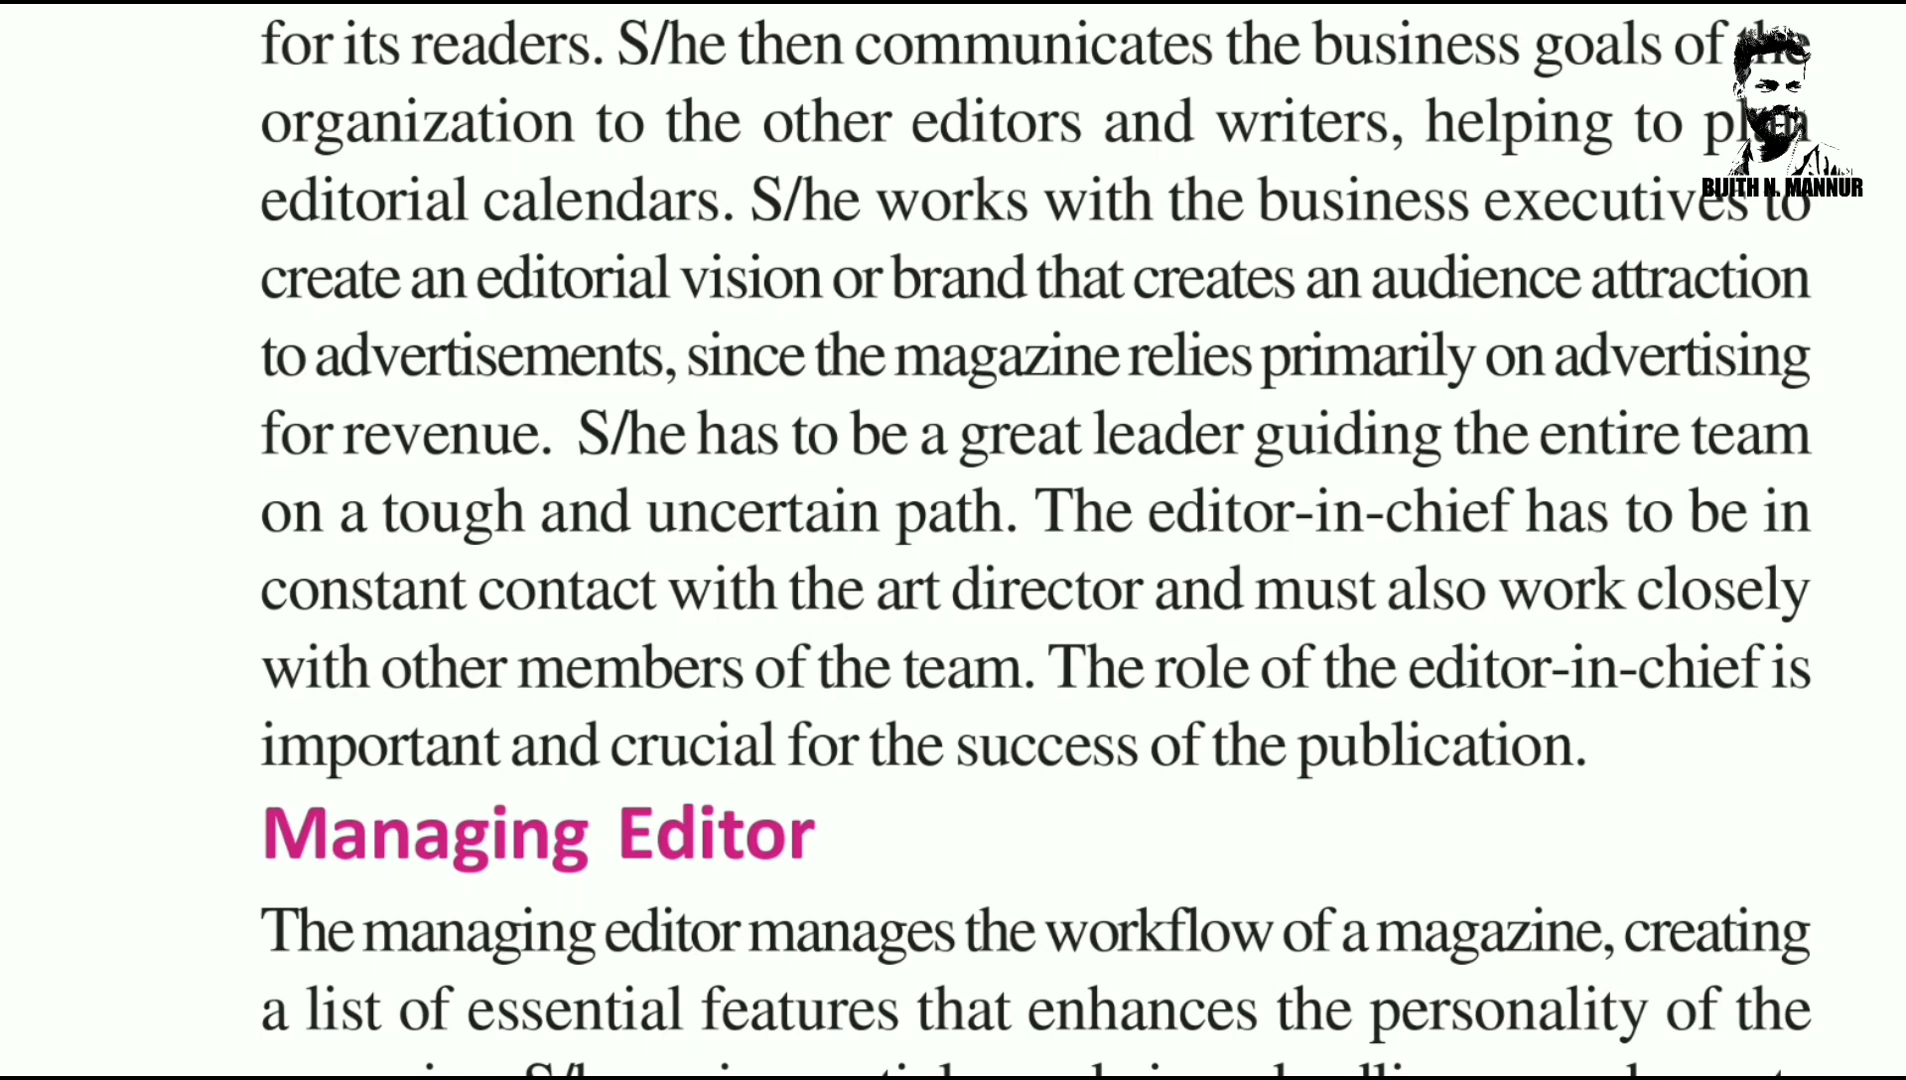 for its readers. S/he then communicates the business goals of the
organization to the other editors and writers, helping to plan
editorial calendars. S/he works with the business executives to
create an editorial vision or brand that creates an audience attraction
to advertisements, since the magazine relies primarily on advertising
for revenue. S/he has to be a great leader guiding the entire team
on a tough and uncertain path. The editor-in-chief has to be in
constant contact with the art director and must also work closely
with other members of the team. The role of the editor-in-chief is
important and crucial for the success of the publication.
Managing Editor
The managing editor manages the workflow of a magazine, creating
a list of essential features that enhances the personality of the
BIJITH N. MANNUR